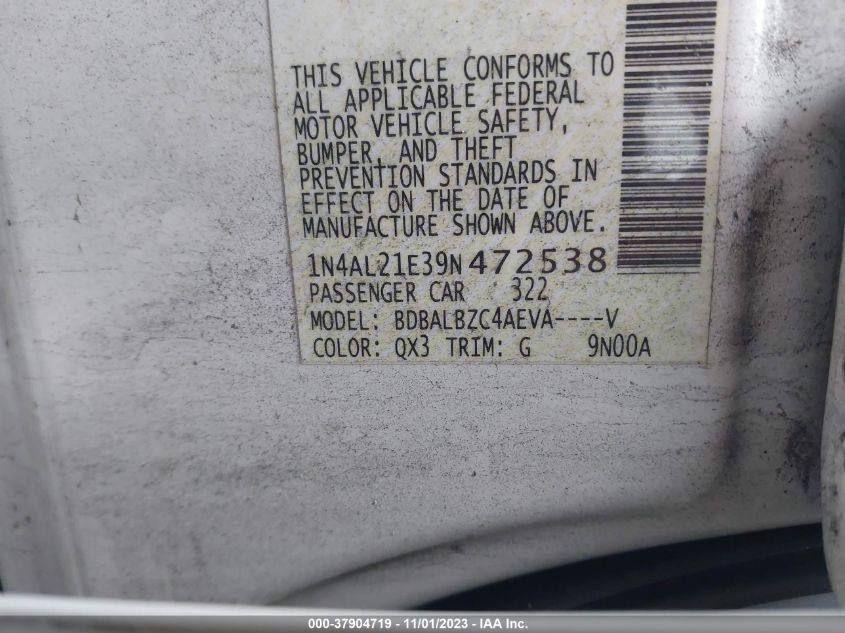 THIS VEHICLE CONFORMS TO
ALL APPLICABLE FEDERAL
MOTOR VEHICLE SAFETY,
BUMPER, AND THEFT
PREVENTION STANDARDS IN
EFFECT ON THE DATE OF
MANUFACTURE SHOWN ABOVE.
1N4AL21E39N472538
PASSENGER CAR 322
MODEL: BDBALBZC4AEVA----V
COLOR: QX3 TRIM: G 9N00A
000-37904719 - 11/01/2023 - IAA Inc.